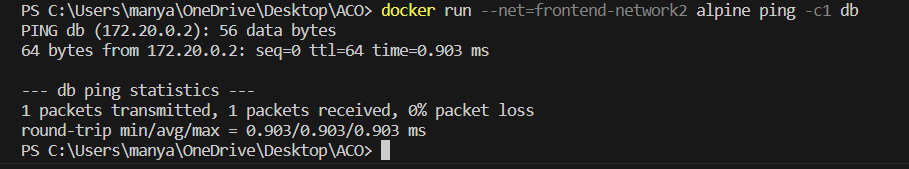 PS C:\Users\manya\OneDrive\Desktop\ACO> docker run --net=frontend-network2 alpine ping -c1 db
PING db (172.20.0.2): 56 data bytes
64 bytes from 172.20.0.2: seq=0 ttl=64 time=0.903 ms

--- db ping statistics ---
1 packets transmitted, 1 packets received, 0% packet loss
round-trip min/avg/max = 0.903/0.903/0.903 ms
PS C:\Users\manya\OneDrive\Desktop\ACO>